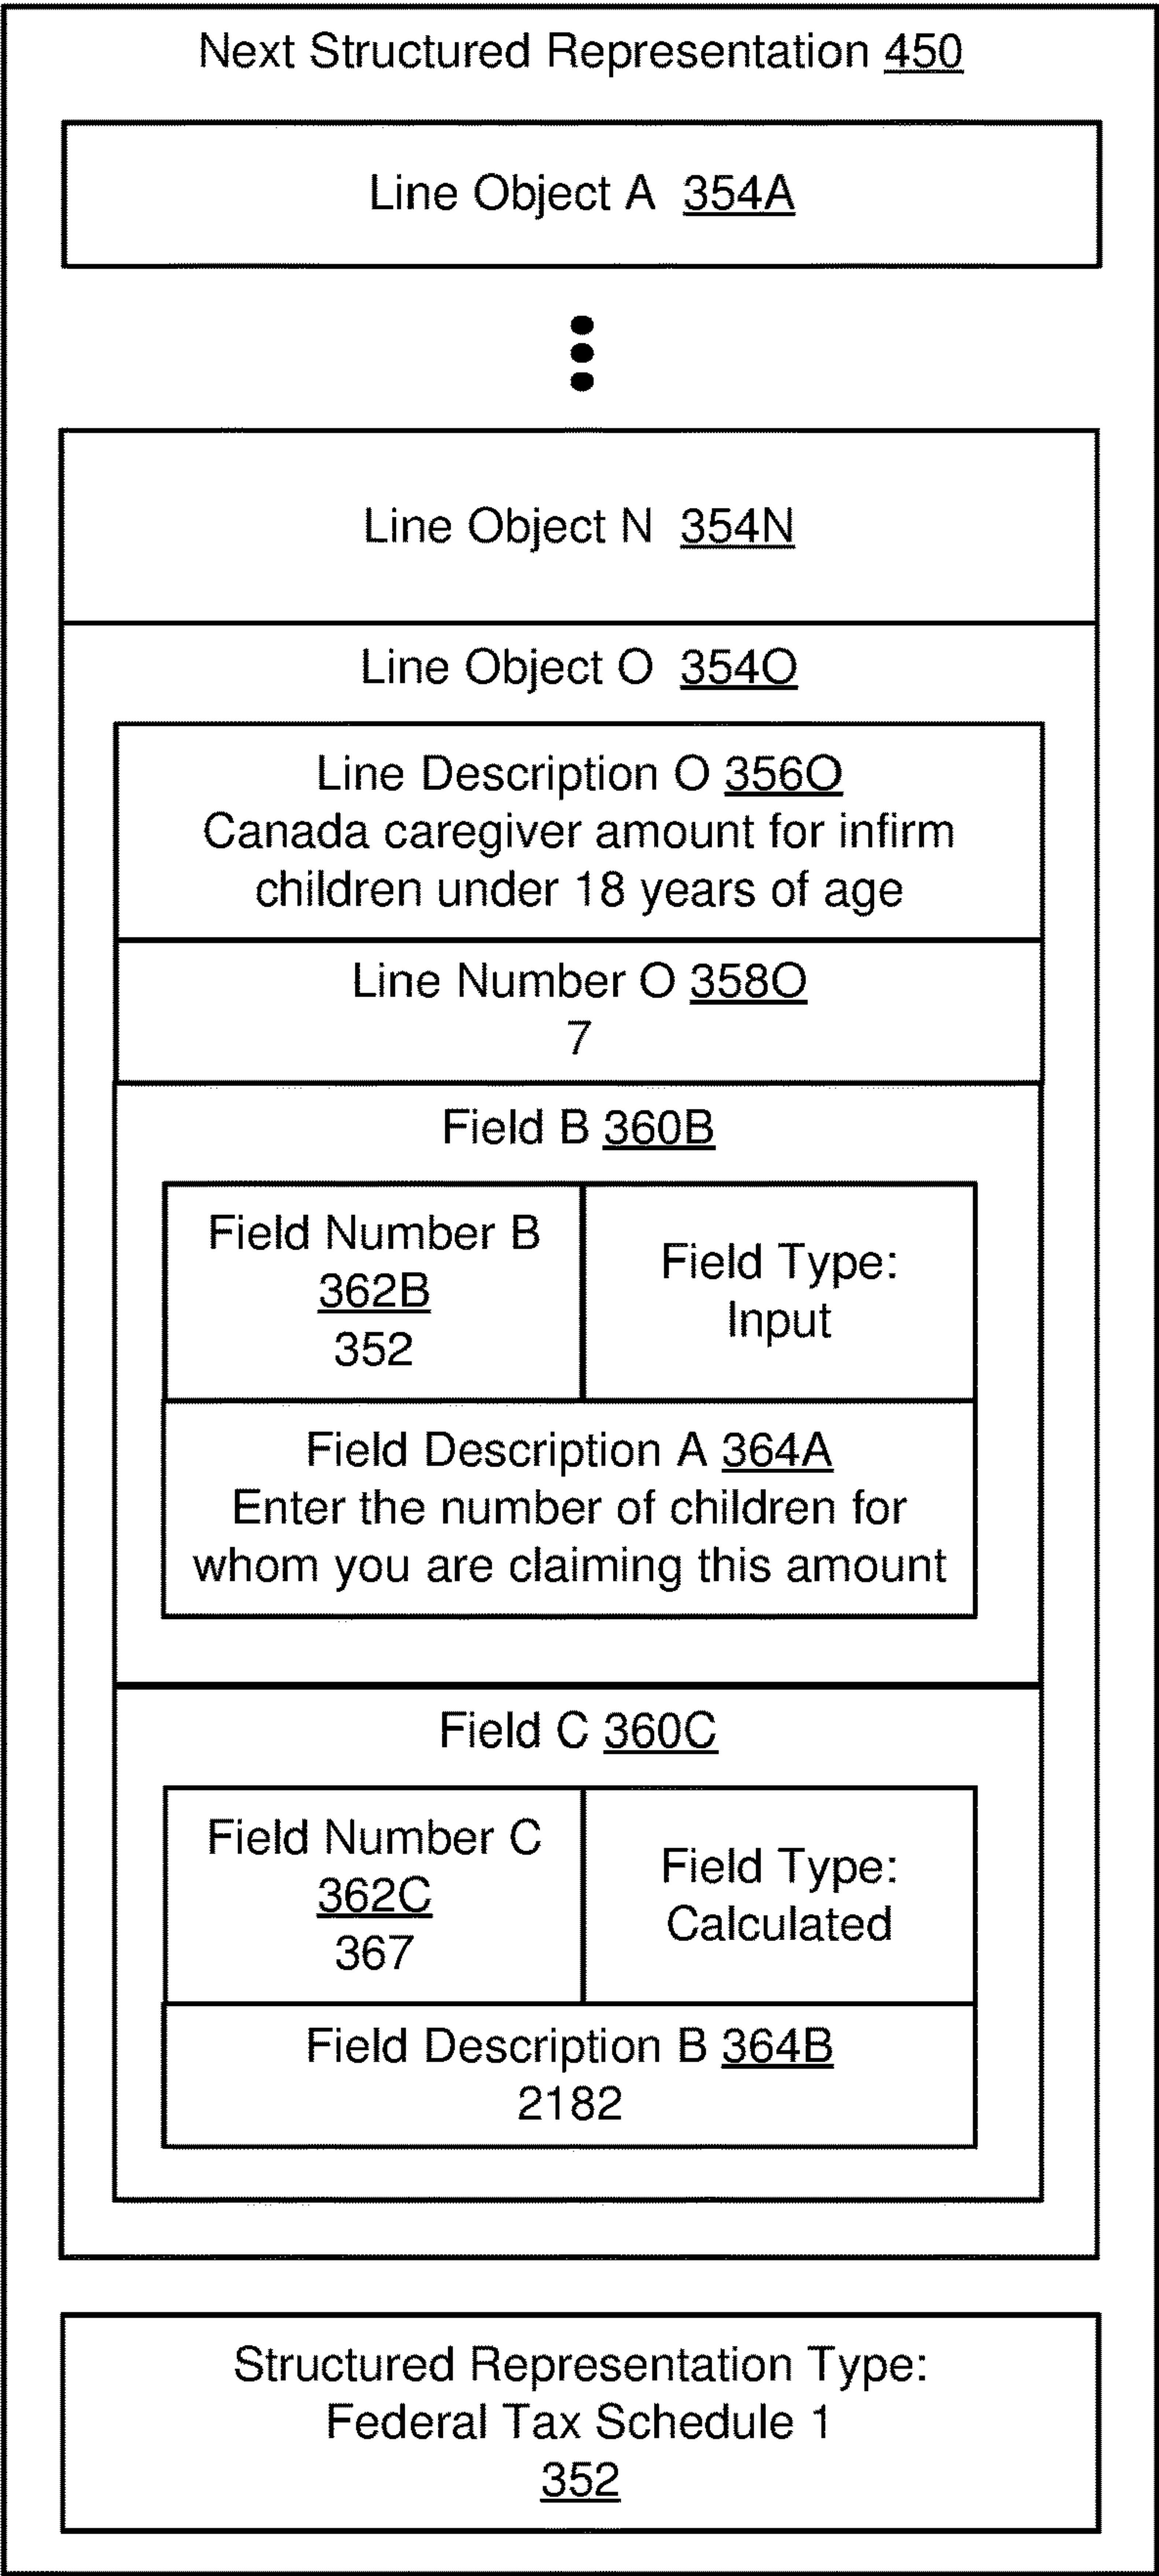 Next Structured Representation 450
Line Object A 354A
Line Object N 354N
Line Object O 354O
Line Description O 356O
Canada caregiver amount for infirm
children under 18 years of age
Line Number O 358O
7
Field B 360B
Field Number B
362B
352
Field Type:
Input
Field Description A 364A
Enter the number of children for
whom you are claiming this amount
Field C 360C
Field Number C
362C
367
Field Type:
Calculated
Field Description B 364B
2182
Structured Representation Type:
Federal Tax Schedule 1
352